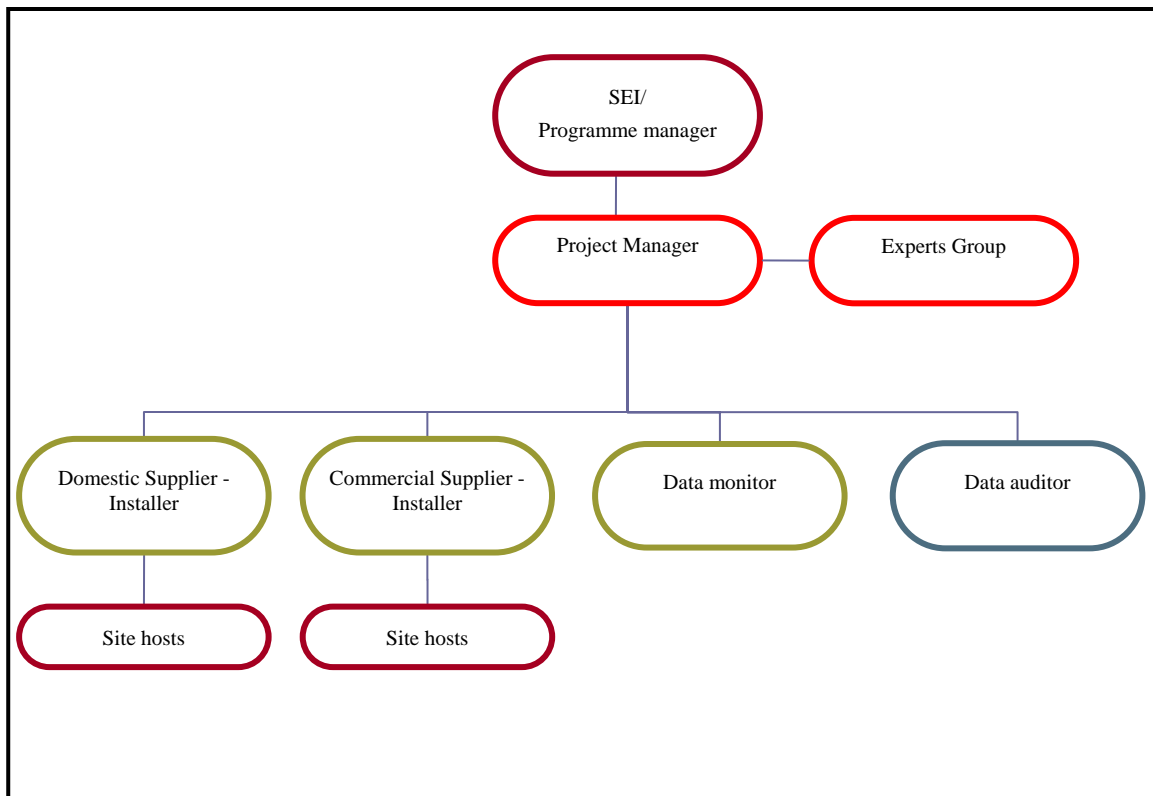 SEI/
Programme manager
Project Manager
Experts Group
Domestic Supplier -
Installer
Commercial Supplier -
Installer
Data monitor
Data auditor
Site hosts
Site hosts